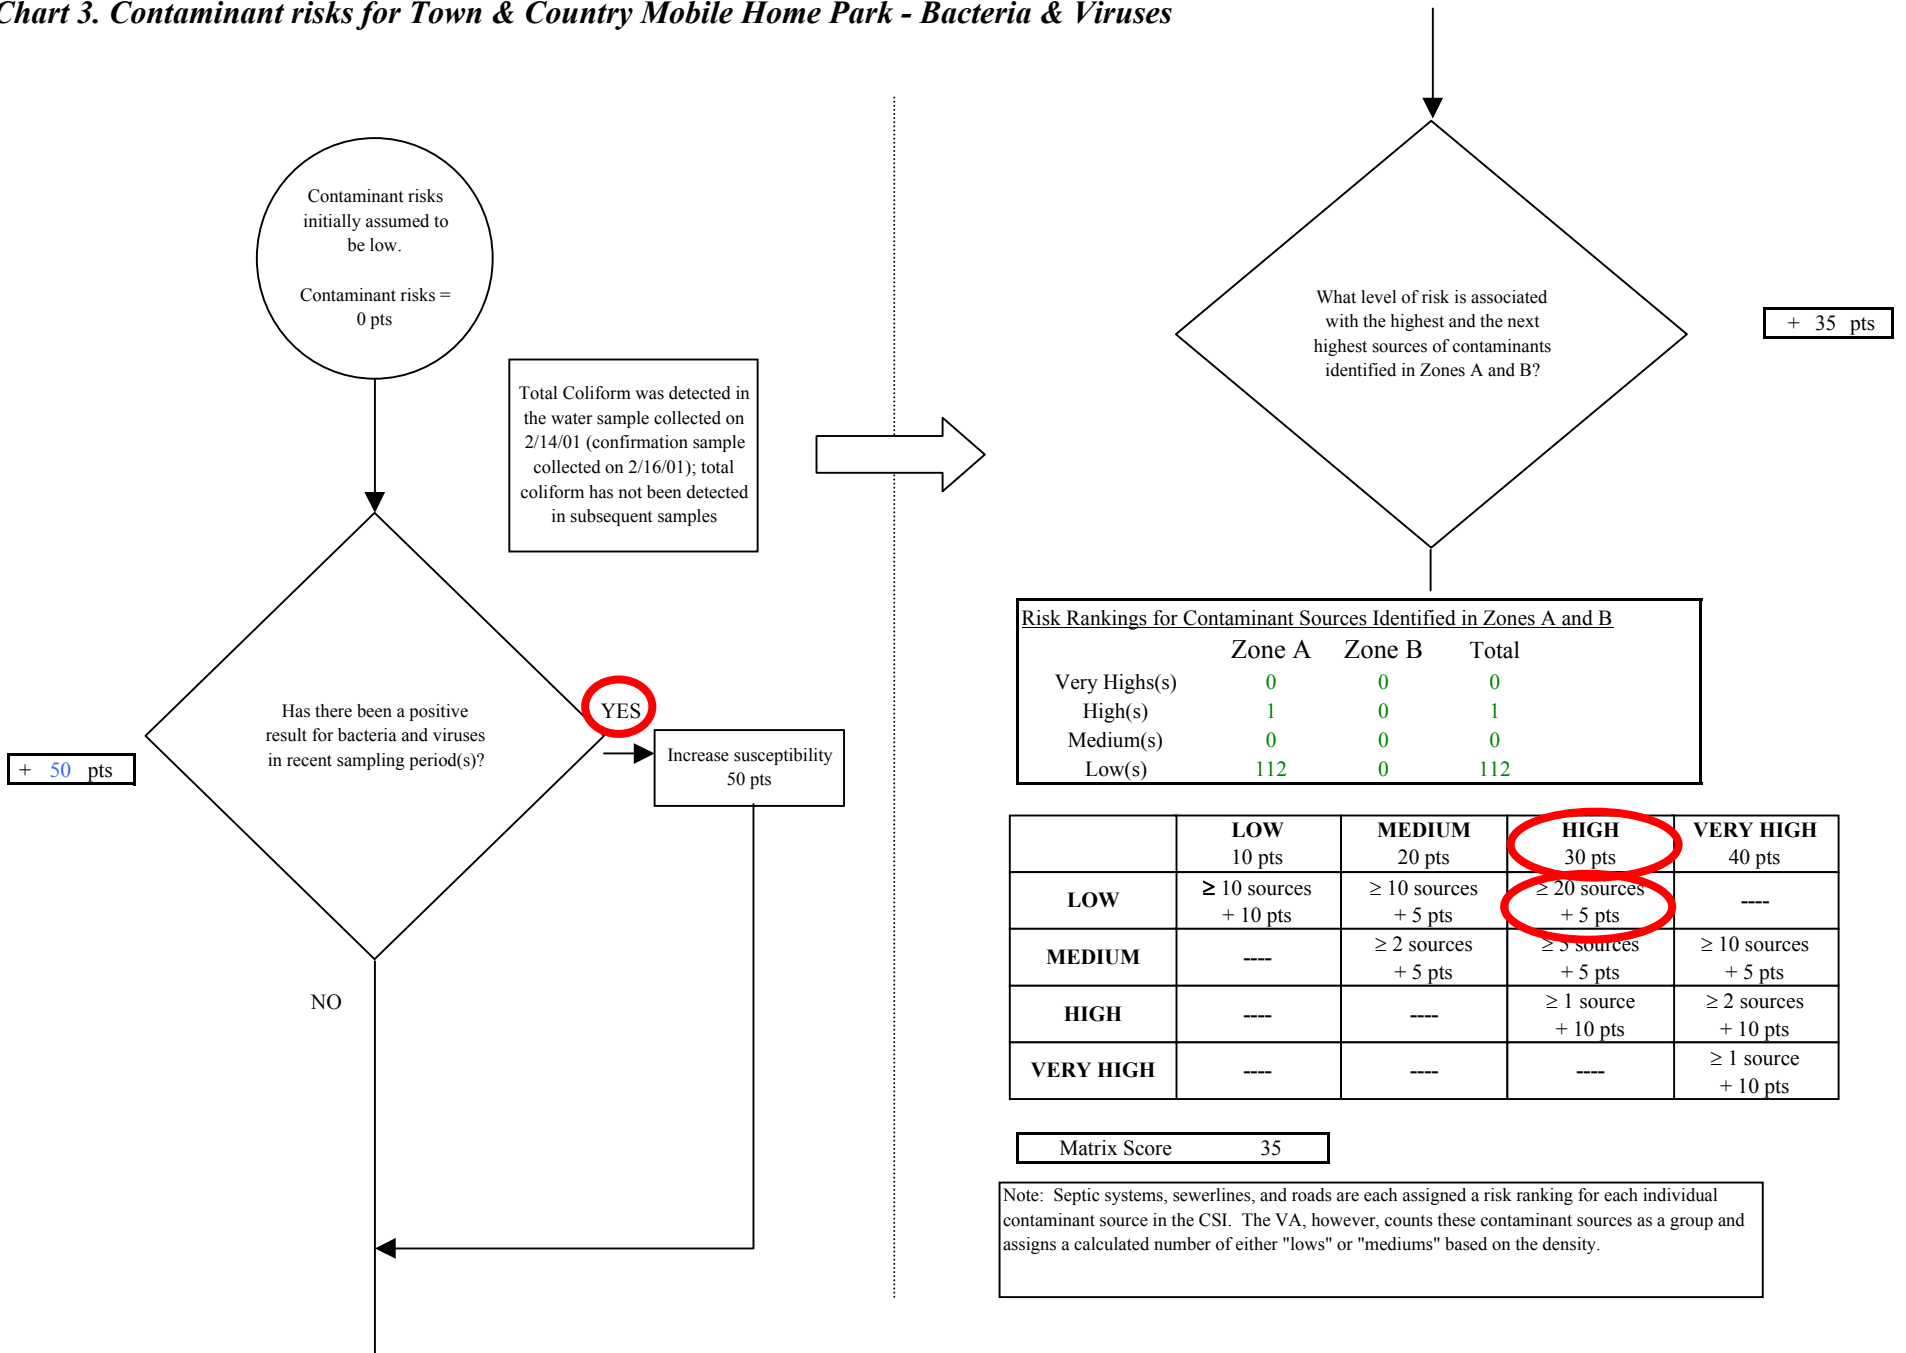 Chart 3. Contaminant risks for Town & Country Mobile Home Park - Bacteria & Viruses
Contaminant risks
initially assumed to
be low.
Contaminant risks =
0 pts
Total Coliform was detected in
the water sample collected on
2/14/01 (confirmation sample
collected on 2/16/01); total
coliform has not been detected
in subsequent samples
Has there been a positive
result for bacteria and viruses
in recent sampling period(s)?
+ 50 pts
YES
Increase susceptibility
50 pts
NO
What level of risk is associated
with the highest and the next
highest sources of contaminants
identified in Zones A and B?
+ 35 pts
Risk Rankings for Contaminant Sources Identified in Zones A and B
Zone A Zone B Total
Very Highs(s) 0 0 0
High(s) 1 0 1
Medium(s) 0 0 0
Low(s) 112 0 112
LOW MEDIUM HIGH VERY HIGH
10 pts 20 pts 30 pts 40 pts
LOW ≥ 10 sources ≥ 10 sources ≥ 20 sources ----
+ 10 pts + 5 pts + 5 pts
MEDIUM ---- ≥ 2 sources ≥ 5 sources ≥ 10 sources
+ 5 pts + 5 pts + 5 pts
HIGH ---- ---- ≥ 1 source ≥ 2 sources
+ 10 pts + 10 pts
VERY HIGH ---- ---- ---- ≥ 1 source
+ 10 pts
Matrix Score 35
Note: Septic systems, sewerlines, and roads are each assigned a risk ranking for each individual
contaminant source in the CSI. The VA, however, counts these contaminant sources as a group and
assigns a calculated number of either "lows" or "mediums" based on the density.